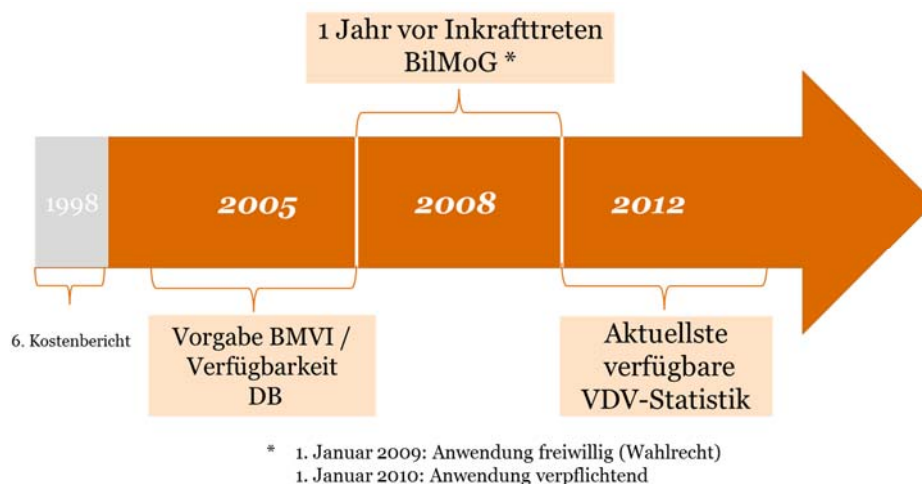 1 Jahr vor Inkrafttreten
BilMoG *
1998
2005
2008
2012
6. Kostenbericht
Vorgabe BMVI /
Verfügbarkeit
DB
Aktuellste
verfügbare
VDV-Statistik
* 1. Januar 2009: Anwendung freiwillig (Wahlrecht)
1. Januar 2010: Anwendung verpflichtend